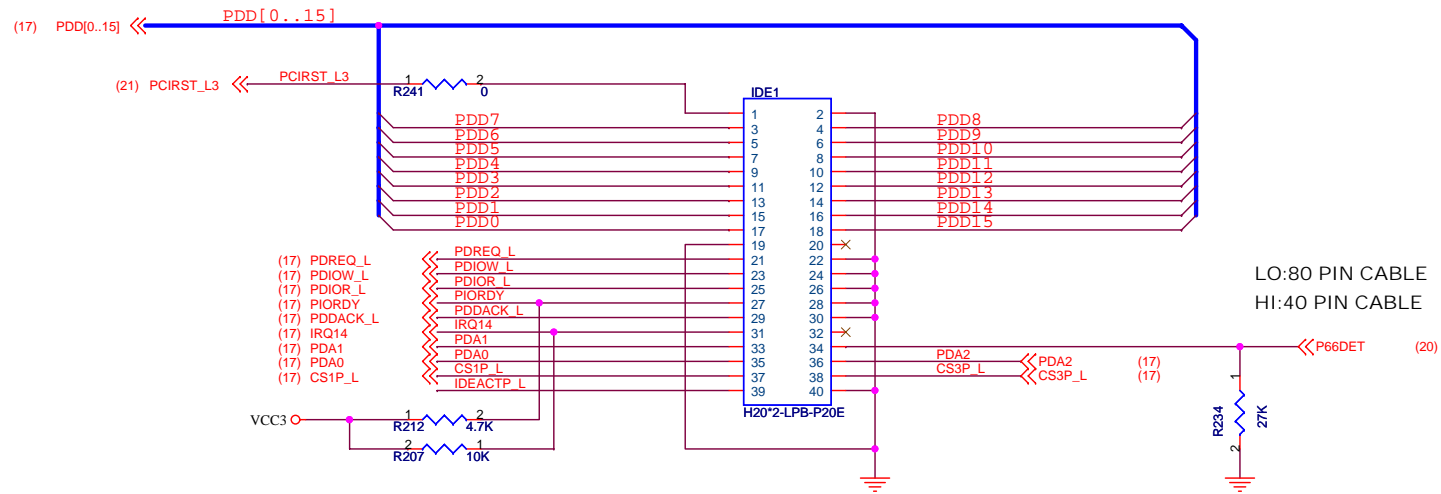 PDD[0..15]
(17) PDD[0..15]
(21) PCIRST_L3 PCIRST_L3 1 2
R241 0
IDE1
1 2
PDD7 3 4 PDD8
PDD6 5 6 PDD9
PDD5 7 8 PDD10
PDD4 9 10 PDD11
PDD3 11 12 PDD12
PDD2 13 14 PDD13
PDD1 15 16 PDD14
PDD0 17 18 PDD15
19 20
(17) PDREQ_L PDREQ_L 21 22
(17) PDIOW_L PDIOW_L 23 24
(17) PDIOR_L PDIOR_L 25 26
(17) PIORDY PIORDY 27 28
(17) PDDACK_L PDDACK_L 29 30
(17) IRQ14 IRQ14 31 32
(17) PDA1 PDA1 33 34
(17) PDA0 PDA0 35 36 PDA2 PDA2 (17)
(17) CS1P_L CS1P_L 37 38 CS3P_L CS3P_L (17)
IDEACTP_L 39 40
H20*2-LPB-P20E
LO:80 PIN CABLE
HI:40 PIN CABLE
P66DET (20)
VCC3 1 2
R212 4.7K
2 1
R207 10K
1
R234 27K
2